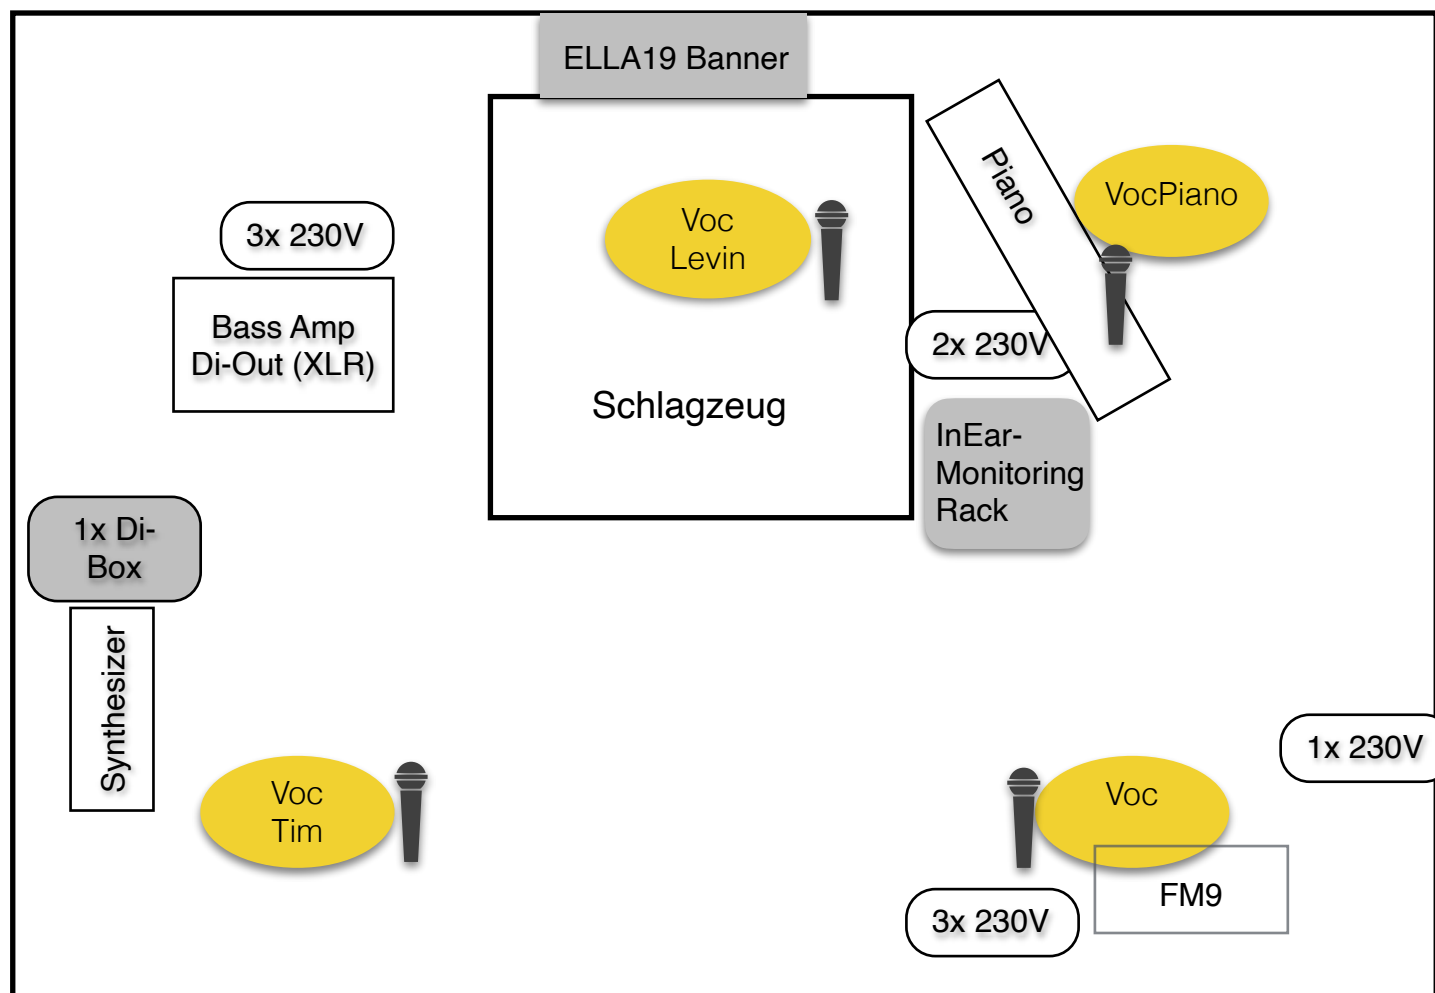 ELLA19 Banner
Piano
VocPiano
Voc
Levin
3x 230V
Bass Amp
Di-Out (XLR)
2x 230V
Schlagzeug
InEar-
Monitoring
Rack
1x Di-
Box
Synthesizer
Voc
Tim
Voc
1x 230V
FM9
3x 230V